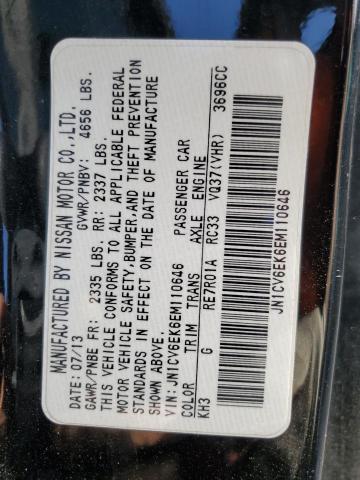 MANUFACTURED BY NISSAN MOTOR CO.,LTD.
DATE: 07/13 GVWR/PNBV: 4656 LBS.
GAWR/PNBE FR: 2335 LBS. RR: 2337 LBS.
THIS VEHICLE CONFORMS TO ALL APPLICABLE FEDERAL
MOTOR VEHICLE SAFETY,BUMPER,AND THEFT PREVENTION
STANDARDS IN EFFECT ON THE DATE OF MANUFACTURE
SHOWN ABOVE.
VIN:JN1CV6EK6EM110646 PASSENGER CAR
COLOR TRIM TRANS AXLE ENGINE
KH3 G RE7R01A RC33 VQ37(VHR) 3696CC
JN1CV6EK6EM110646